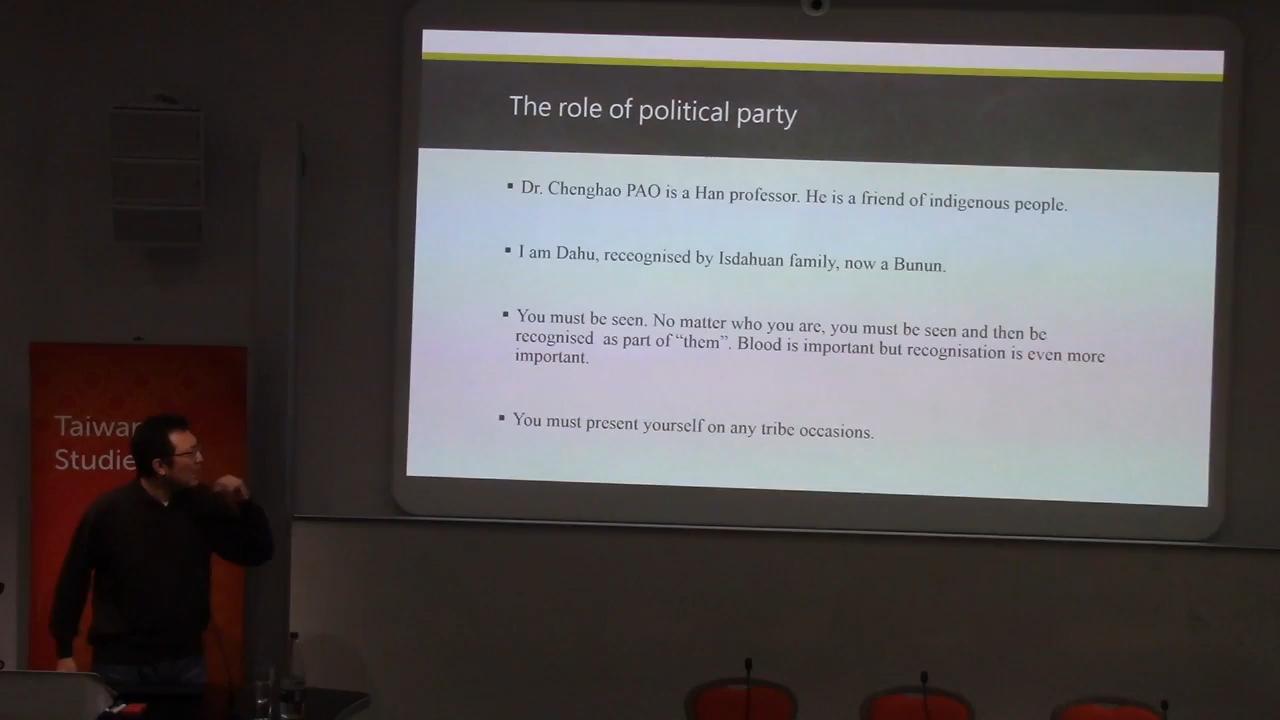 The role of political party
▪ Dr. Chenghao PAO is a Han professor. He is a friend of indigenous people.
▪ I am Dahu, receognised by Isdahuan family, now a Bunun.
▪ You must be seen. No matter who you are, you must be seen and then be
recognised as part of “them”. Blood is important but recognisation is even more
important.
▪ You must present yourself on any tribe occasions.
Taiwan
Studie